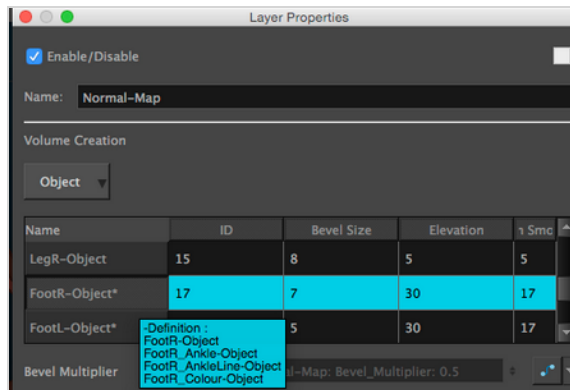 Layer Properties
Enable/Disable
Name: Normal-Map
Volume Creation
Object
Name ID Bevel Size Elevation Smc
LegR-Object 15 8 5 5
FootR-Object* 17 7 30 17
FootL-Object* 5 30 17
-Definition :
FootR-Object
FootR_Ankle-Object
FootR_AnkleLine-Object
FootR_Colour-Object
Bevel Multiplier al-Map: Bevel_Multiplier: 0.5